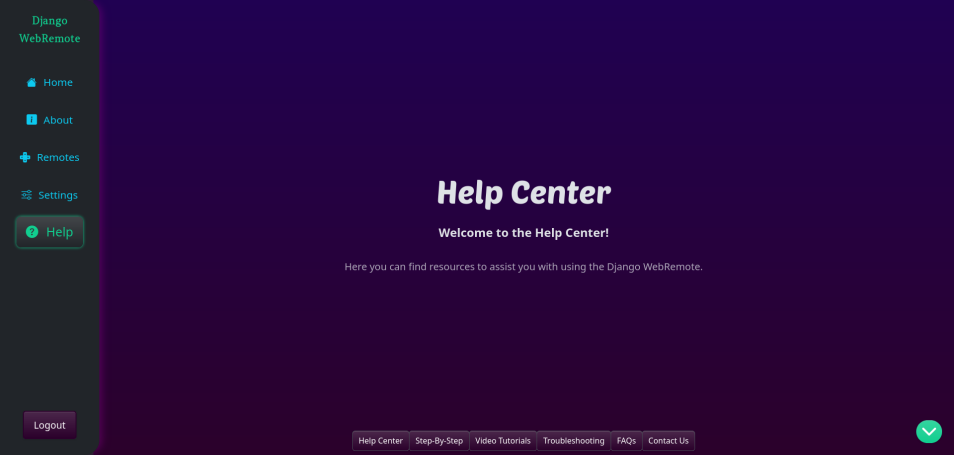 Django
WebRemote
Home
About
Remotes
Settings
Help
Logout
Help Center
Welcome to the Help Center!
Here you can find resources to assist you with using the Django WebRemote.
Help Center Step-By-Step Video Tutorials Troubleshooting FAQs Contact Us